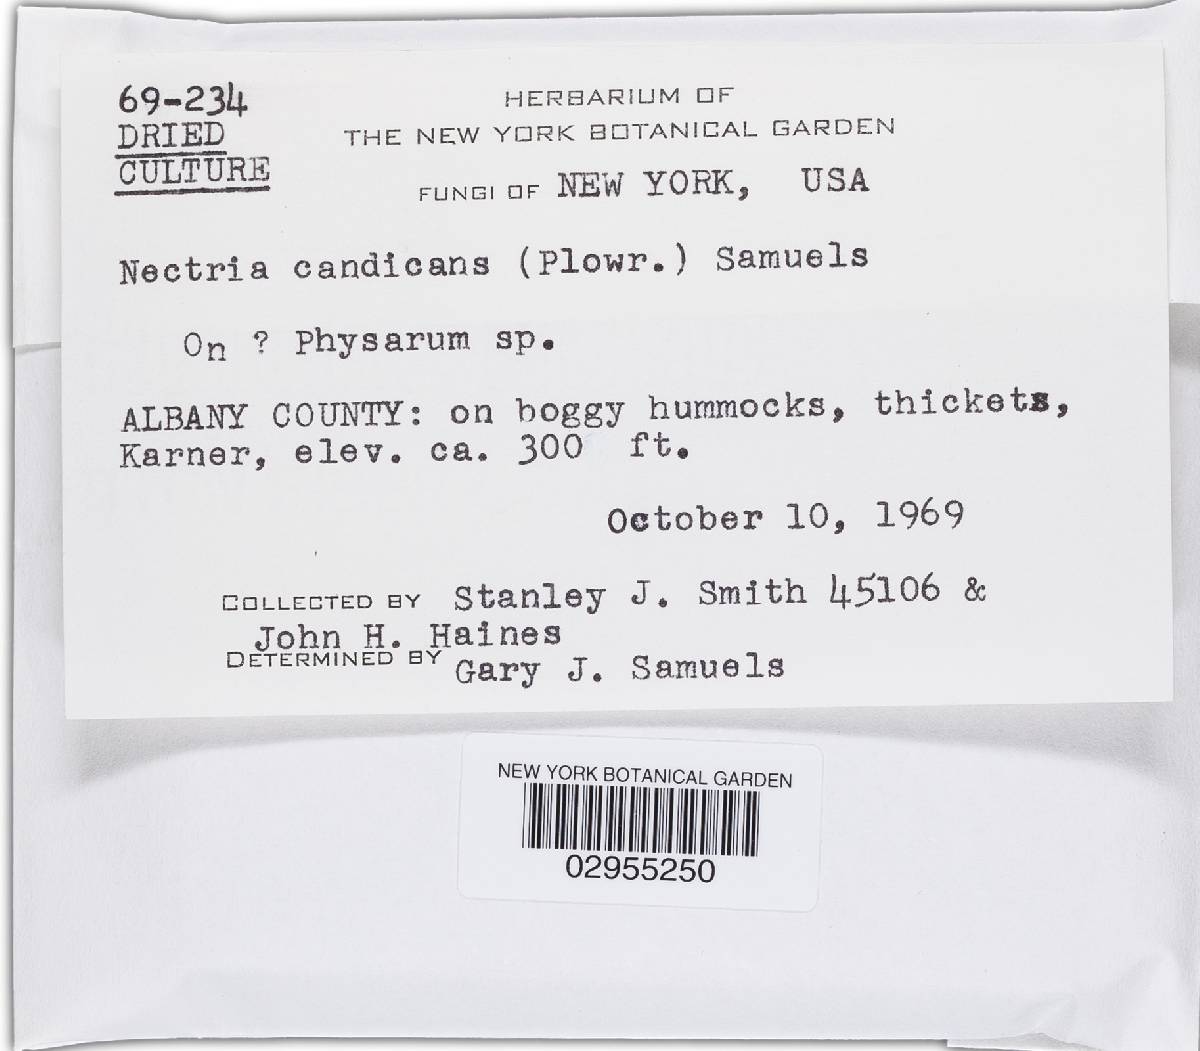 69-234
DRIED
CULTURE
HERBARIUM OF
THE NEW YORK BOTANICAL GARDEN
FUNGI OF NEW YORK, USA
Nectria candicans (Plowr.) Samuels
On ? Physarum sp.
ALBANY COUNTY: on boggy hummocks, thickets,
Karner, elev. ca. 300 ft.
October 10, 1969
COLLECTED BY Stanley J. Smith 45106 &
John H. Haines
DETERMINED BY Gary J. Samuels
NEW YORK BOTANICAL GARDEN
02955250